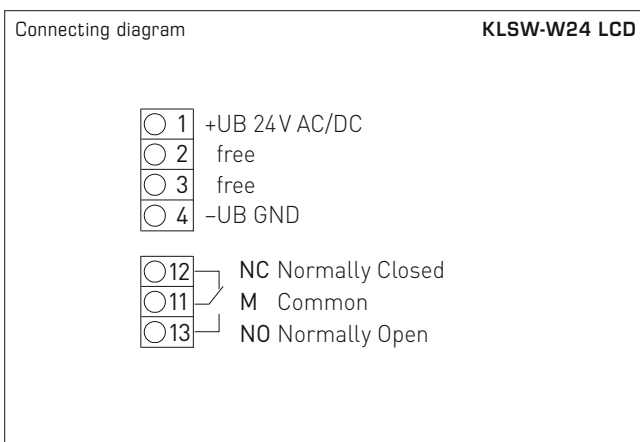 Connecting diagram KLSW-W24 LCD
1 +UB 24 V AC/DC
2 free
3 free
4 –UB GND
12 NC Normally Closed
11 M Common
13 NO Normally Open